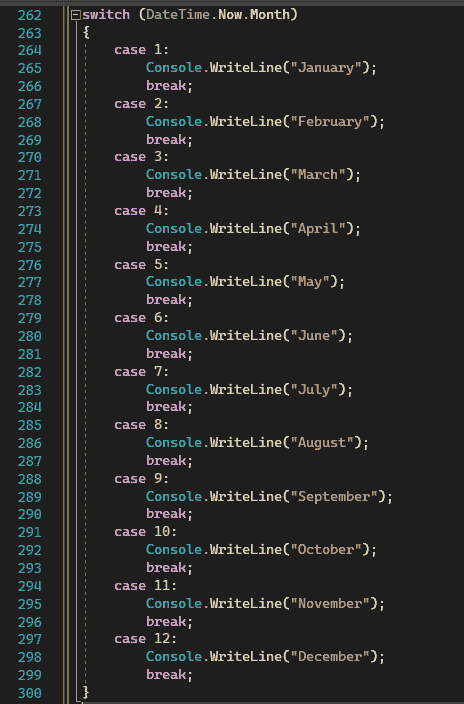 262 switch (DateTime.Now.Month)
263 {
264 case 1:
265 Console.WriteLine("January");
266 break;
267 case 2:
268 Console.WriteLine("February");
269 break;
270 case 3:
271 Console.WriteLine("March");
272 break;
273 case 4:
274 Console.WriteLine("April");
275 break;
276 case 5:
277 Console.WriteLine("May");
278 break;
279 case 6:
280 Console.WriteLine("June");
281 break;
282 case 7:
283 Console.WriteLine("July");
284 break;
285 case 8:
286 Console.WriteLine("August");
287 break;
288 case 9:
289 Console.WriteLine("September");
290 break;
291 case 10:
292 Console.WriteLine("October");
293 break;
294 case 11:
295 Console.WriteLine("November");
296 break;
297 case 12:
298 Console.WriteLine("December");
299 break;
300 }